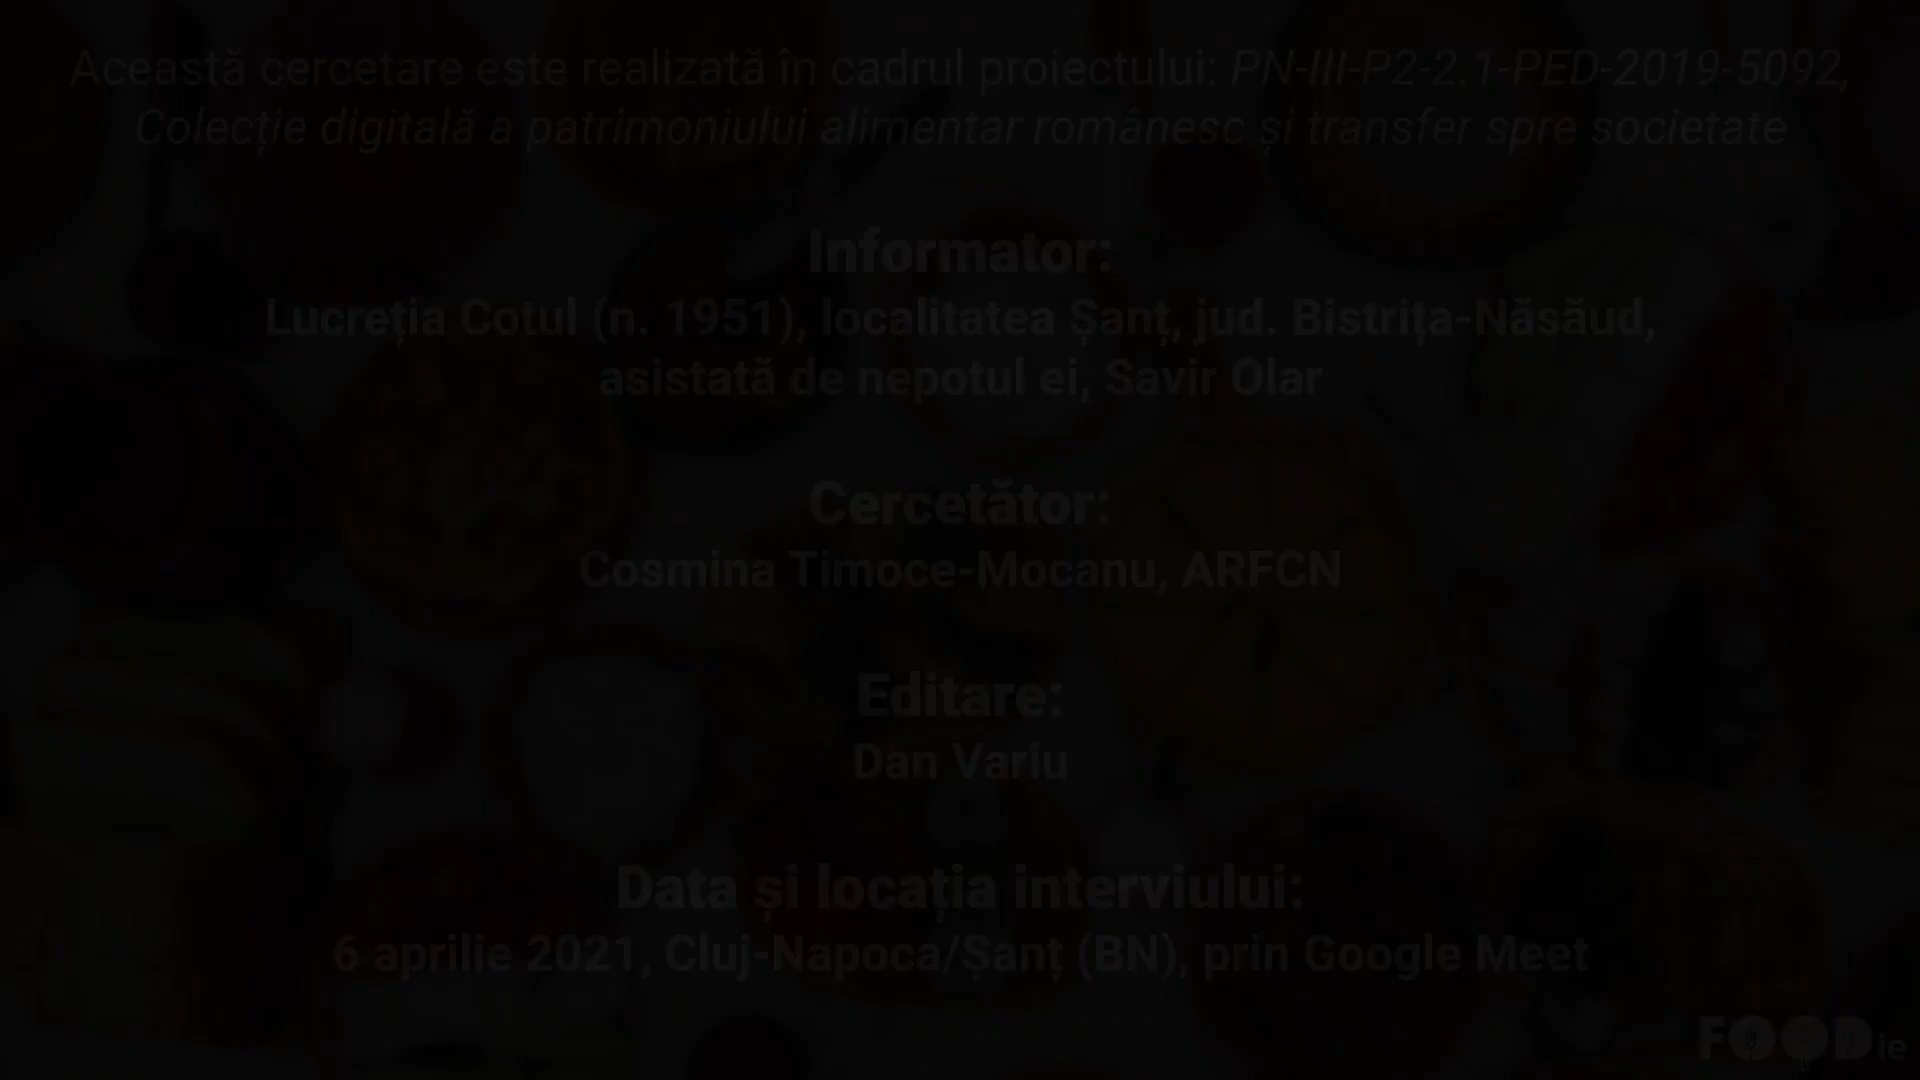 Această cercetare este realizată în cadrul proiectului: PN-III-P2-2.1-PED-2019-5092,
Colecție digitală a patrimoniului alimentar românesc și transfer spre societate
Informator:
Lucreția Cotul (n. 1951), localitatea Șanț, jud. Bistrița-Năsăud,
asistată de nepotul ei, Savir Olar
Cercetător:
Cosmina Timoce-Mocanu, ARFCN
Editare:
Dan Variu
Data și locația interviului:
6 aprilie 2021, Cluj-Napoca/Șanț (BN), prin Google Meet
FOODie